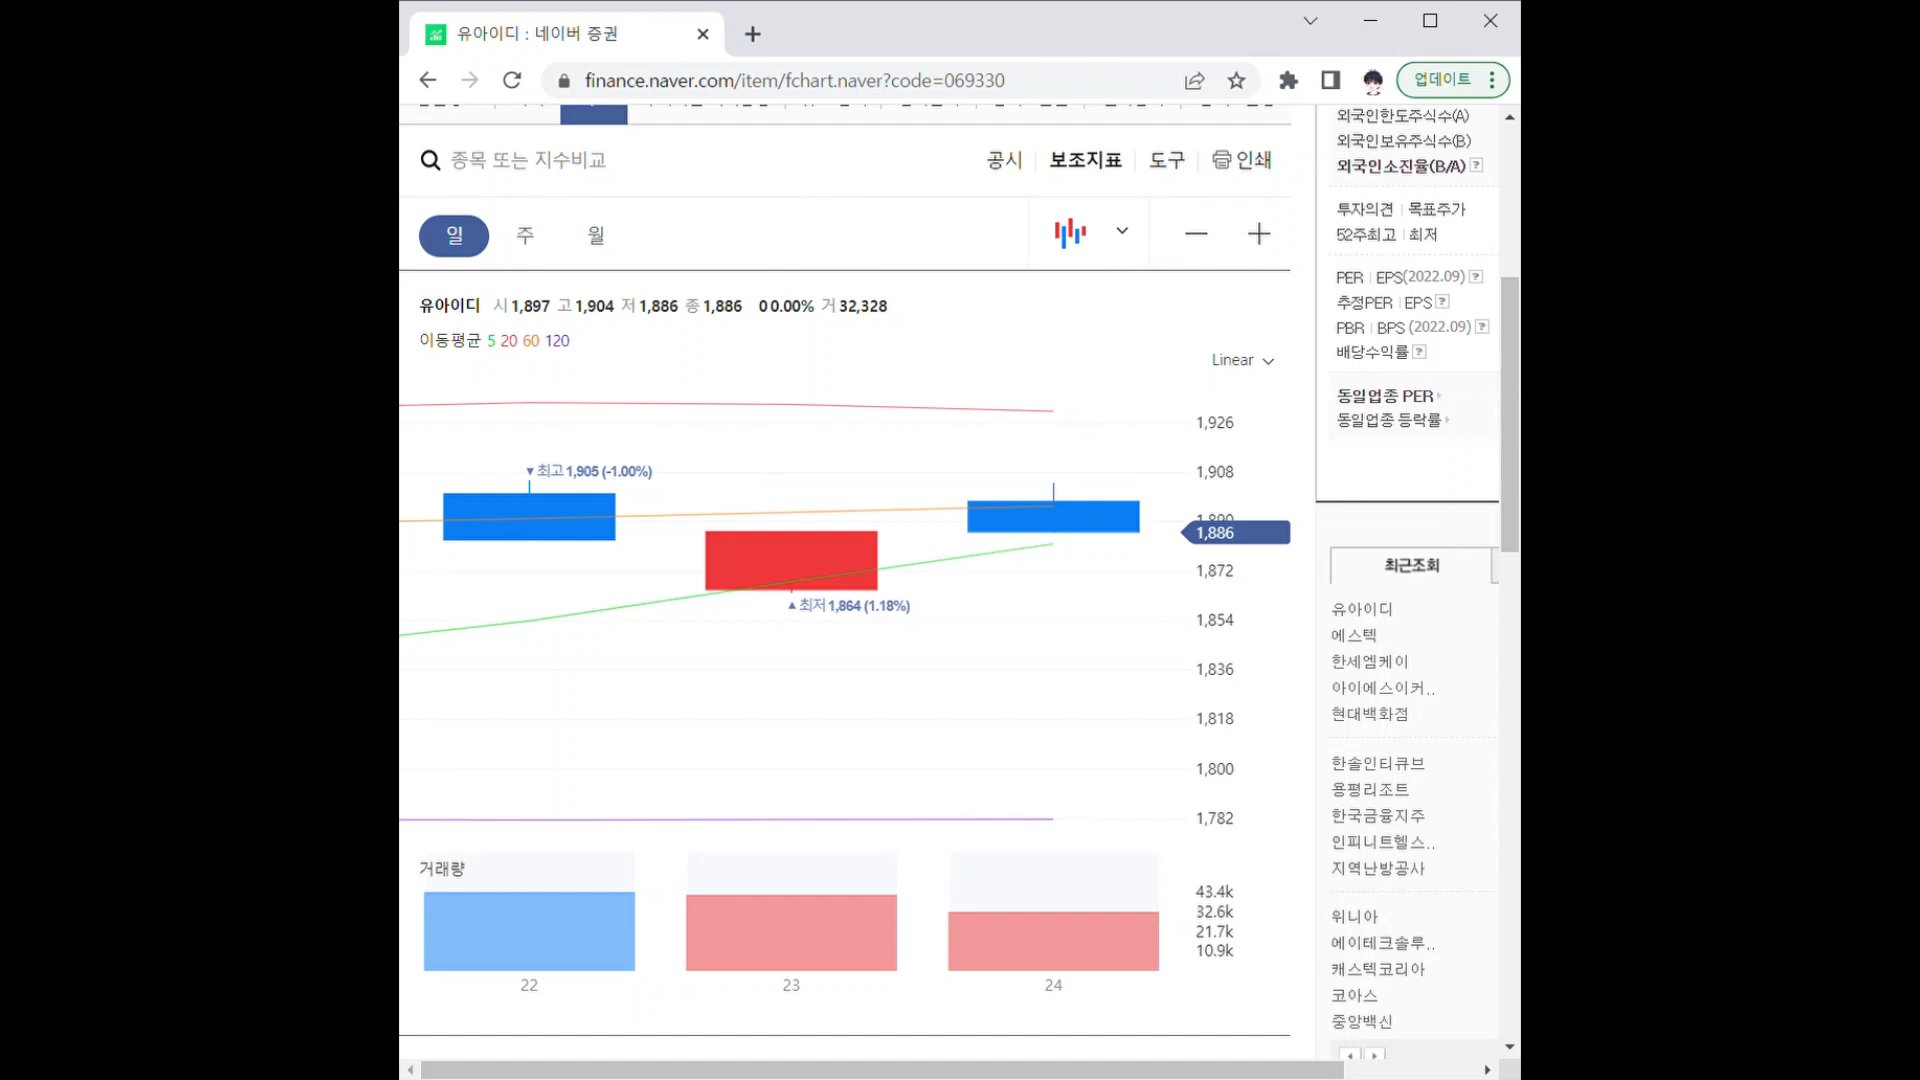 유아이디 : 네이버 증권
finance.naver.com/item/fchart.naver?code=069330
업데이트
종목 또는 지수비교
공시 보조지표 도구 인쇄
일 주 월
유아이디 시 1,897 고 1,904 저 1,886 종 1,886 0 0.00% 거 32,328
이동평균 5 20 60 120
Linear
1,926
▼최고 1,905 (-1.00%)
1,908
1,890
1,886
1,872
▲최저 1,864 (1.18%)
1,854
1,836
1,818
1,800
1,782
거래량
43.4k
32.6k
21.7k
10.9k
22 23 24
외국인한도주식수(A)
외국인보유주식수(B)
외국인소진율(B/A) ?
투자의견 | 목표주가
52주최고 | 최저
PER | EPS(2022.09) ?
추정PER | EPS ?
PBR | BPS (2022.09) ?
배당수익률 ?
동일업종 PER
동일업종 등락률
최근조회
유아이디
에스텍
한세엠케이
아이에스이커..
현대백화점
한솔인티큐브
용평리조트
한국금융지주
인피니트헬스..
지역난방공사
위니아
에이테크솔루..
캐스텍코리아
코아스
중앙백신